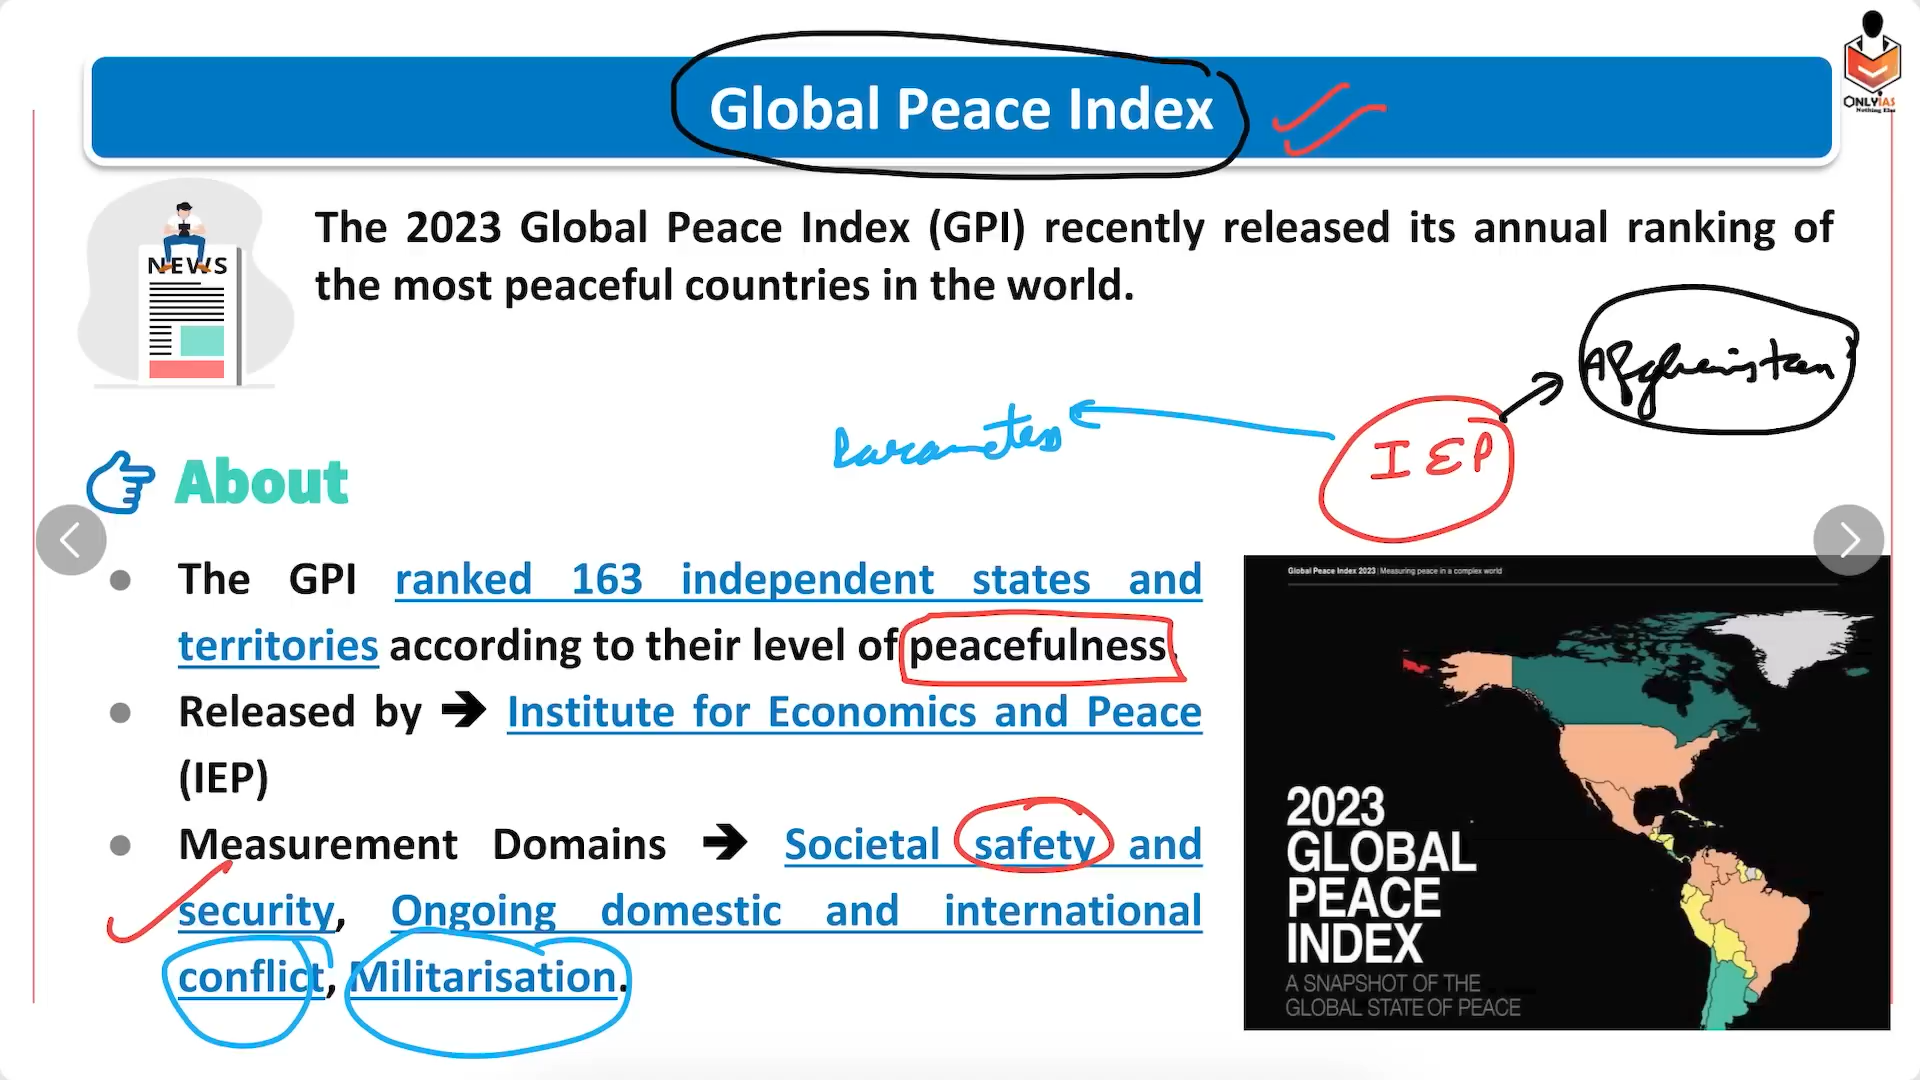 Global Peace Index
ONLYIAS
Nothing Else
NEWS
The 2023 Global Peace Index (GPI) recently released its annual ranking of
the most peaceful countries in the world.
Afghanistan
Parameters
IEP
About
The GPI ranked 163 independent states and
territories according to their level of peacefulness.
Released by ➔ Institute for Economics and Peace
(IEP)
Measurement Domains ➔ Societal safety and
security, Ongoing domestic and international
conflict, Militarisation.
Global Peace Index 2023 | Measuring peace in a complex world
2023
GLOBAL
PEACE
INDEX
A SNAPSHOT OF THE
GLOBAL STATE OF PEACE